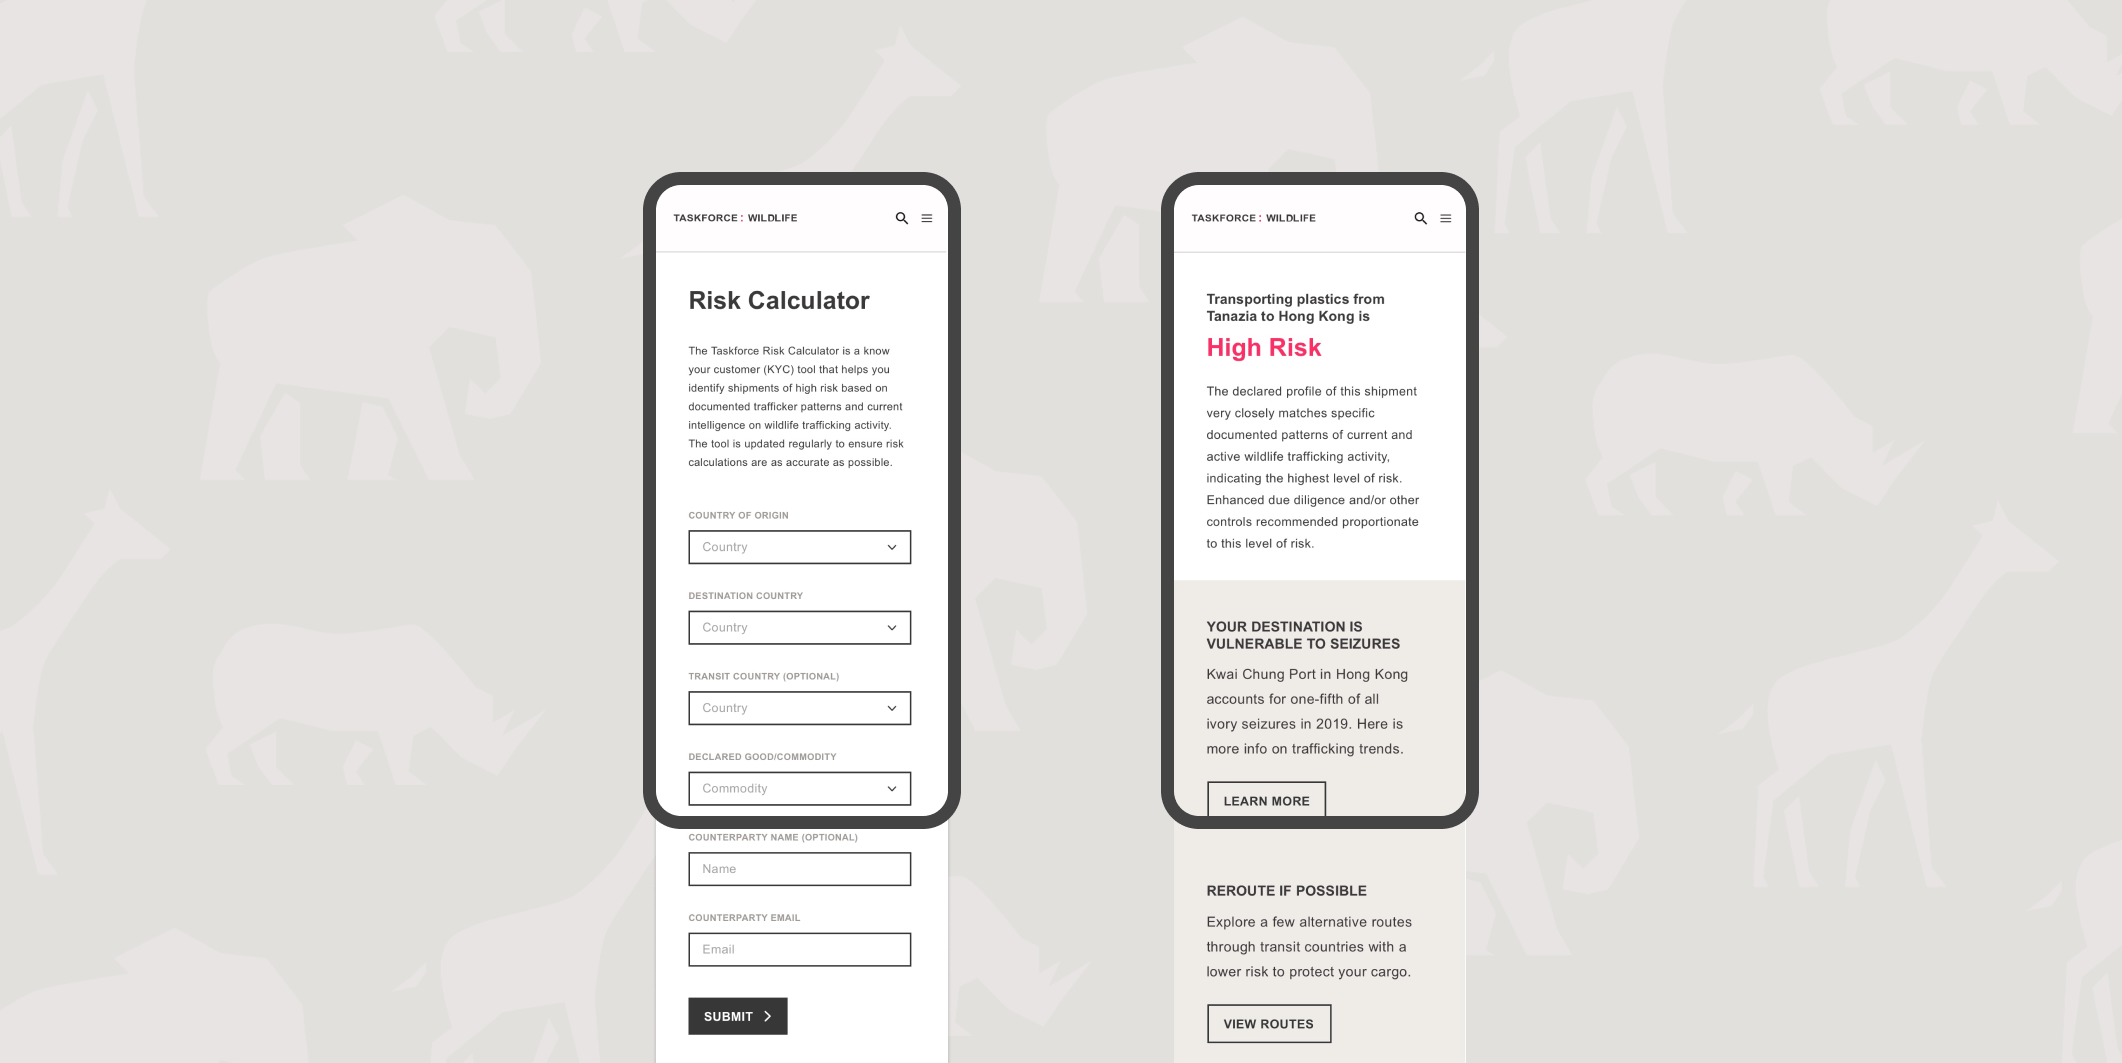 TASKFORCE : WILDLIFE
Risk Calculator
The Taskforce Risk Calculator is a know
your customer (KYC) tool that helps you
identify shipments of high risk based on
documented trafficker patterns and current
intelligence on wildlife trafficking activity.
The tool is updated regularly to ensure risk
calculations are as accurate as possible.
COUNTRY OF ORIGIN
Country
DESTINATION COUNTRY
Country
TRANSIT COUNTRY (OPTIONAL)
Country
DECLARED GOOD/COMMODITY
Commodity
COUNTERPARTY NAME (OPTIONAL)
Name
COUNTERPARTY EMAIL
Email
SUBMIT
TASKFORCE : WILDLIFE
Transporting plastics from
Tanazia to Hong Kong is
High Risk
The declared profile of this shipment
very closely matches specific
documented patterns of current and
active wildlife trafficking activity,
indicating the highest level of risk.
Enhanced due diligence and/or other
controls recommended proportionate
to this level of risk.
YOUR DESTINATION IS
VULNERABLE TO SEIZURES
Kwai Chung Port in Hong Kong
accounts for one-fifth of all
ivory seizures in 2019. Here is
more info on trafficking trends.
LEARN MORE
REROUTE IF POSSIBLE
Explore a few alternative routes
through transit countries with a
lower risk to protect your cargo.
VIEW ROUTES